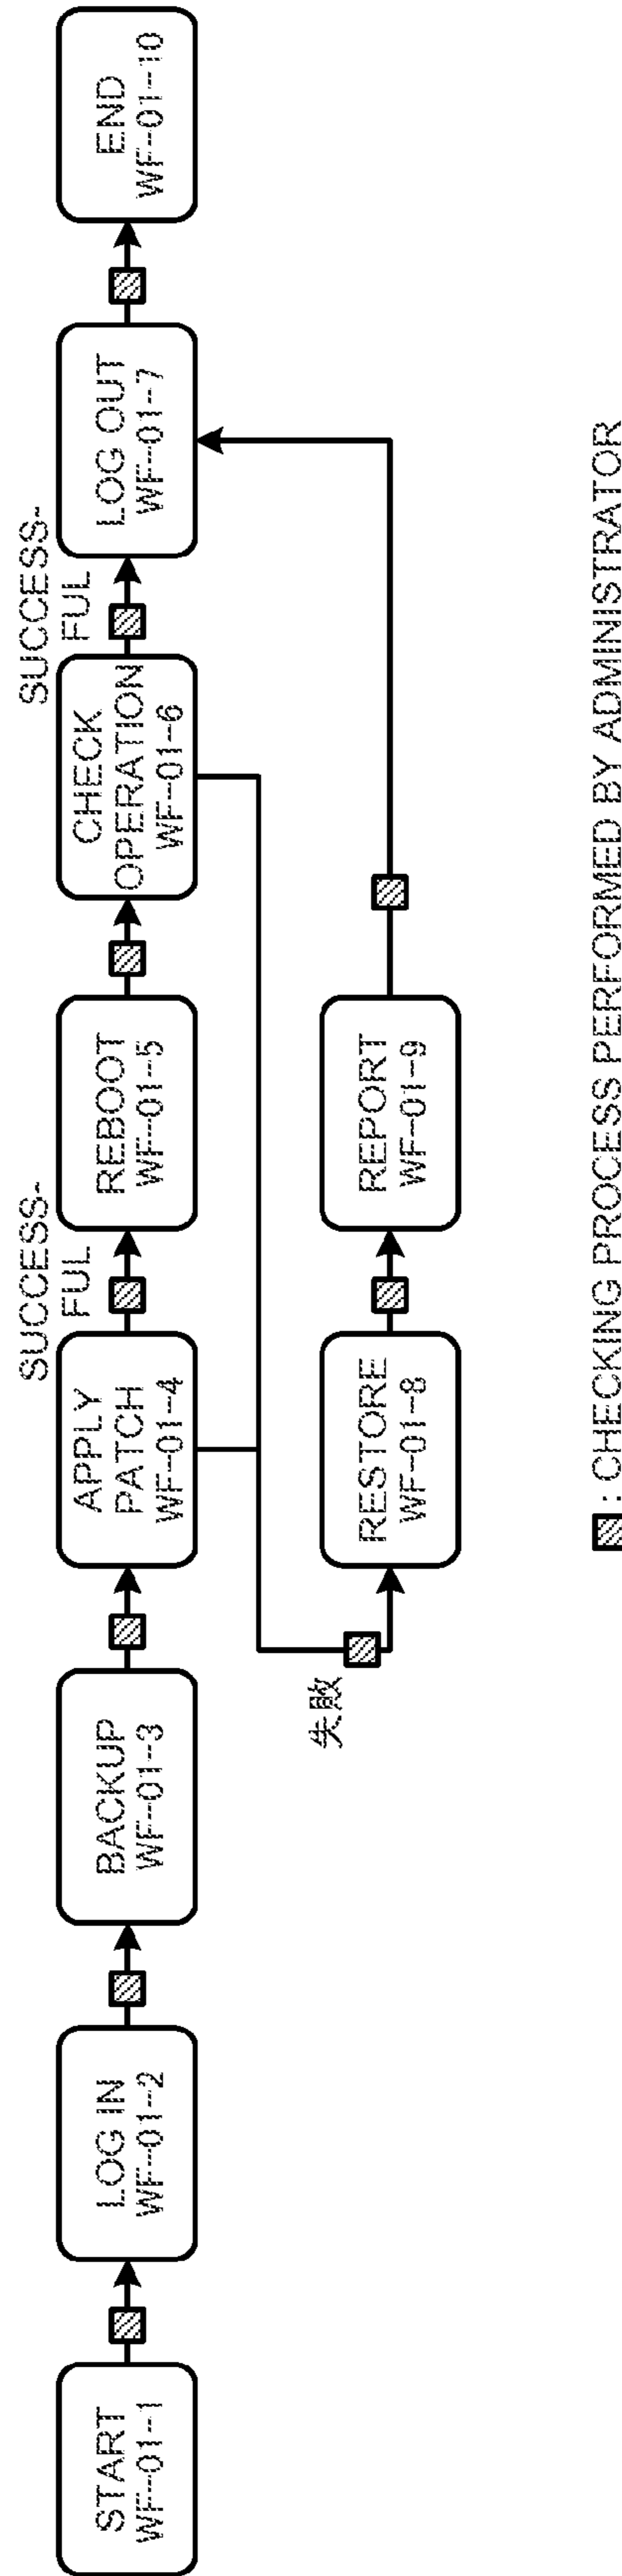 START
WF-01-1
LOG IN
WF-01-2
BACKUP
WF-01-3
APPLY
PATCH
WF-01-4
SUCCESS-
FUL
REBOOT
WF-01-5
CHECK
OPERATION
WF-01-6
SUCCESS-
FUL
LOG OUT
WF-01-7
END
WF-01-10
失敗
RESTORE
WF-01-8
REPORT
WF-01-9
: CHECKING PROCESS PERFORMED BY ADMINISTRATOR